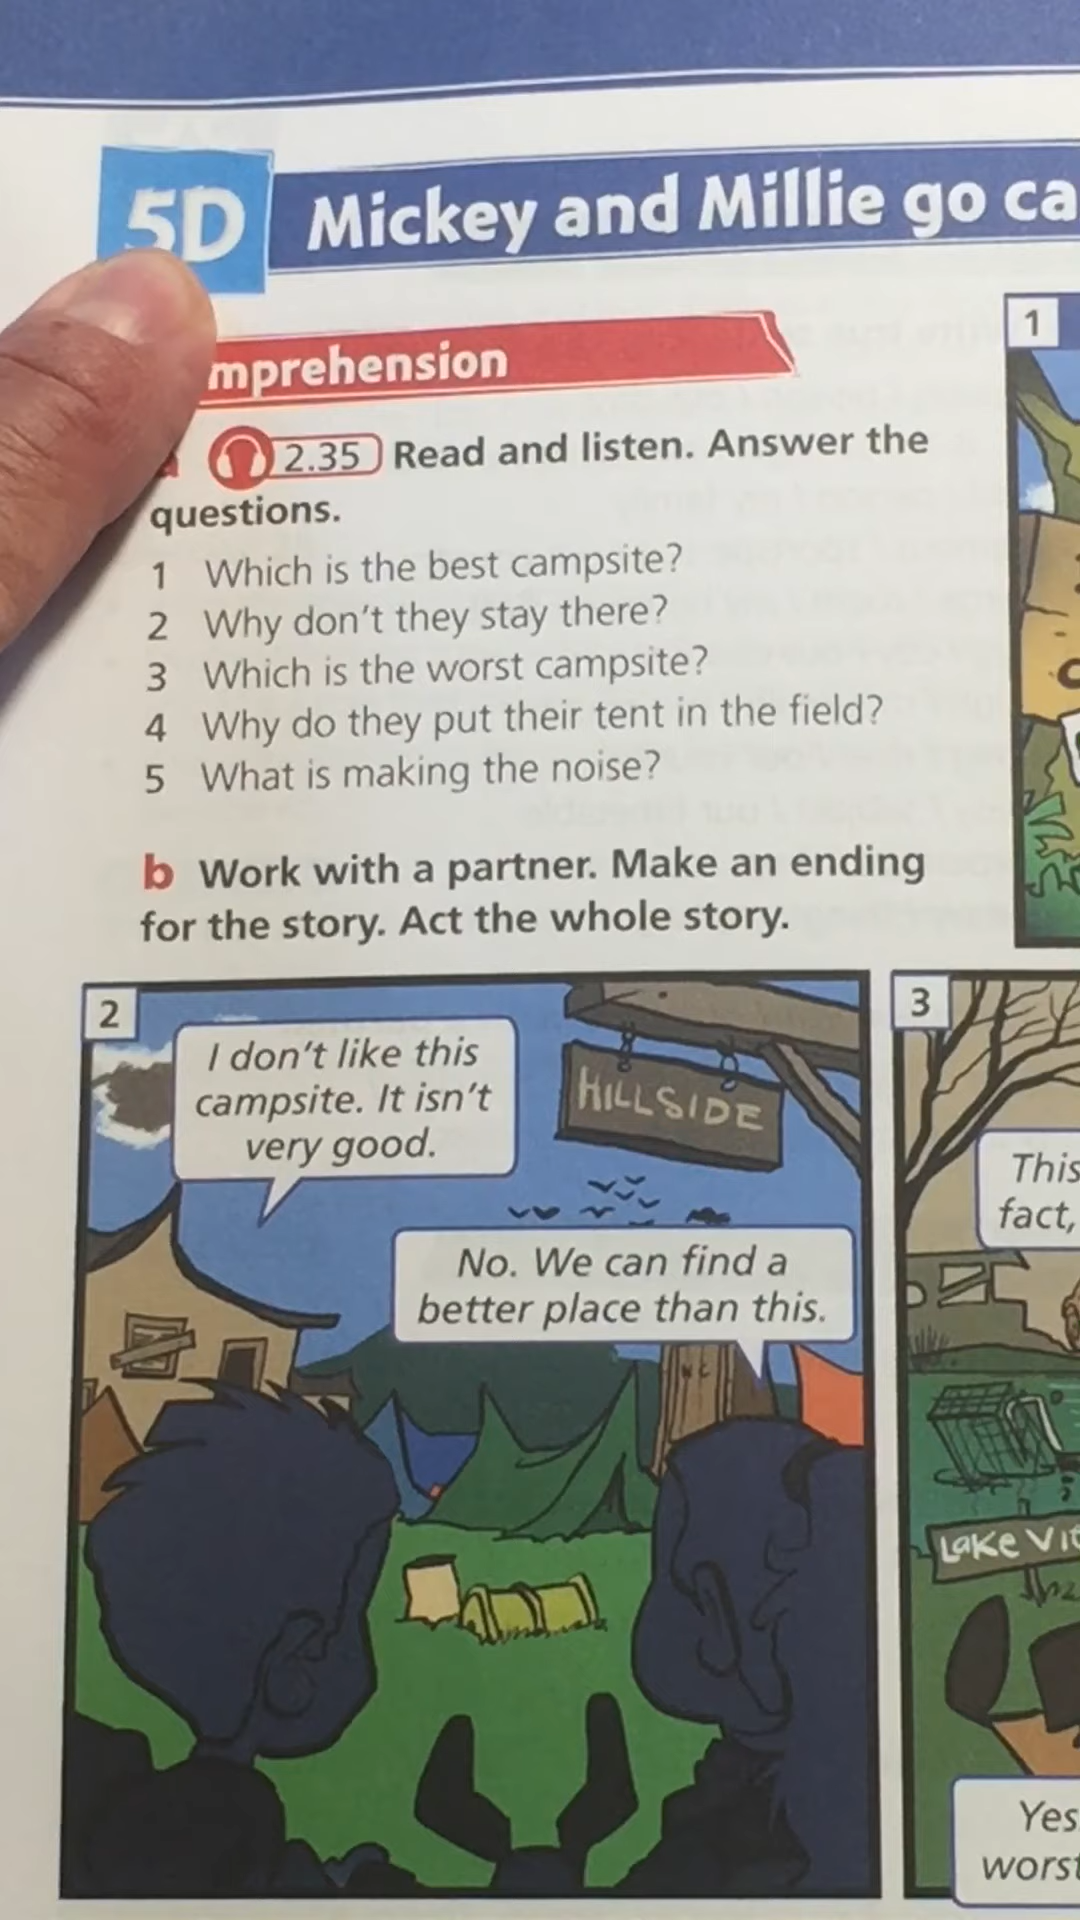 5D Mickey and Millie go ca
mprehension
2.35 Read and listen. Answer the
questions.
1 Which is the best campsite?
2 Why don't they stay there?
3 Which is the worst campsite?
4 Why do they put their tent in the field?
5 What is making the noise?
b Work with a partner. Make an ending
for the story. Act the whole story.
1
2
I don't like this
campsite. It isn't
very good.
HILLSIDE
No. We can find a
better place than this.
WC
3
This
fact,
Lake Vie
Yes.
worst